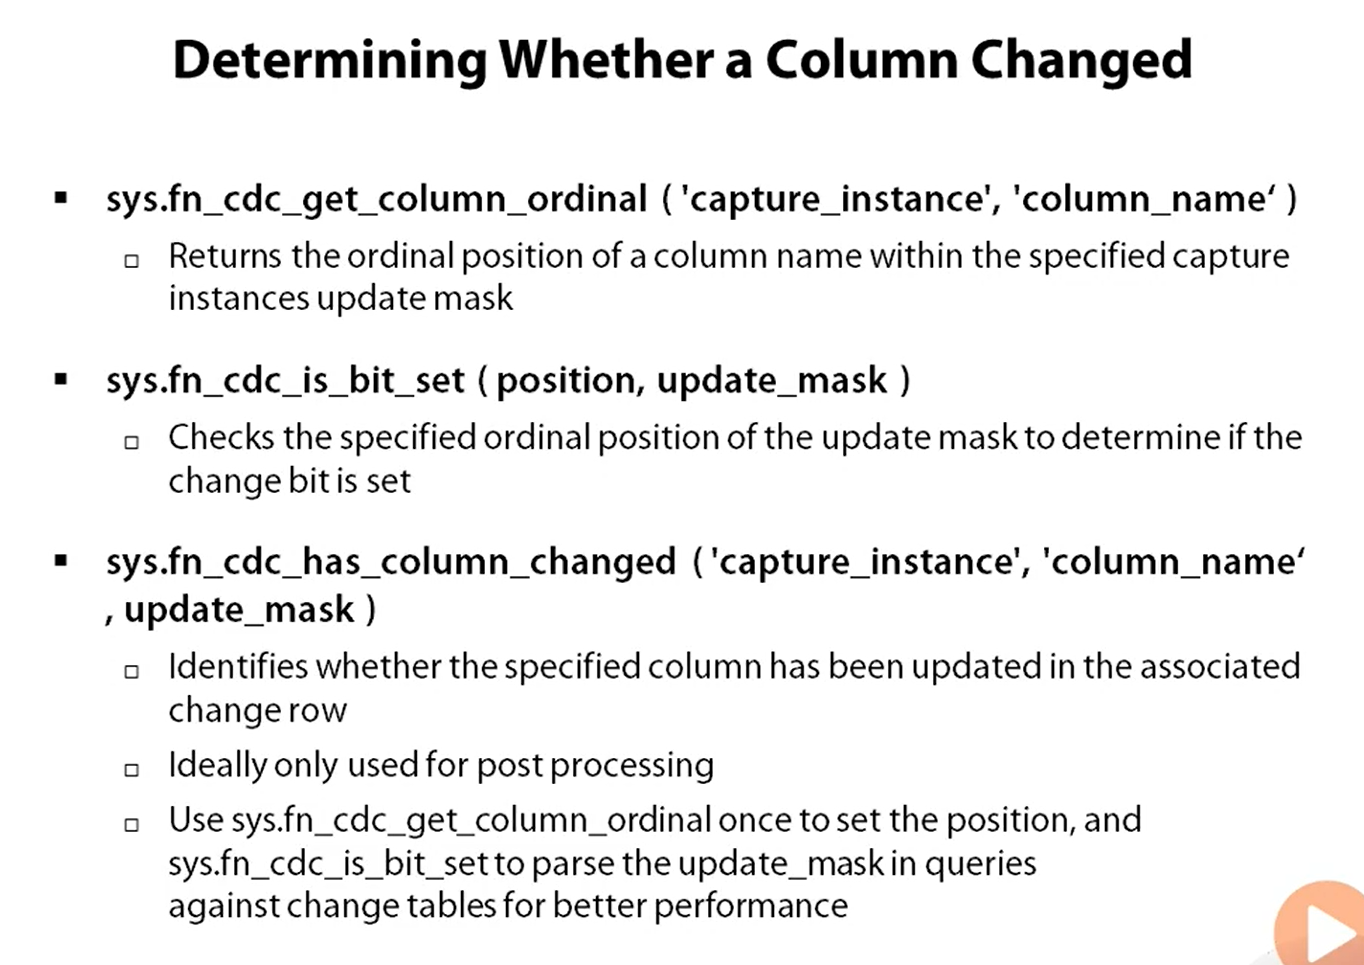 Determining Whether a Column Changed
▪ sys.fn_cdc_get_column_ordinal ( 'capture_instance', 'column_name‘ )
□ Returns the ordinal position of a column name within the specified capture
instances update mask
▪ sys.fn_cdc_is_bit_set ( position, update_mask )
□ Checks the specified ordinal position of the update mask to determine if the
change bit is set
▪ sys.fn_cdc_has_column_changed ( 'capture_instance', 'column_name‘
, update_mask )
□ Identifies whether the specified column has been updated in the associated
change row
□ Ideally only used for post processing
□ Use sys.fn_cdc_get_column_ordinal once to set the position, and
sys.fn_cdc_is_bit_set to parse the update_mask in queries
against change tables for better performance